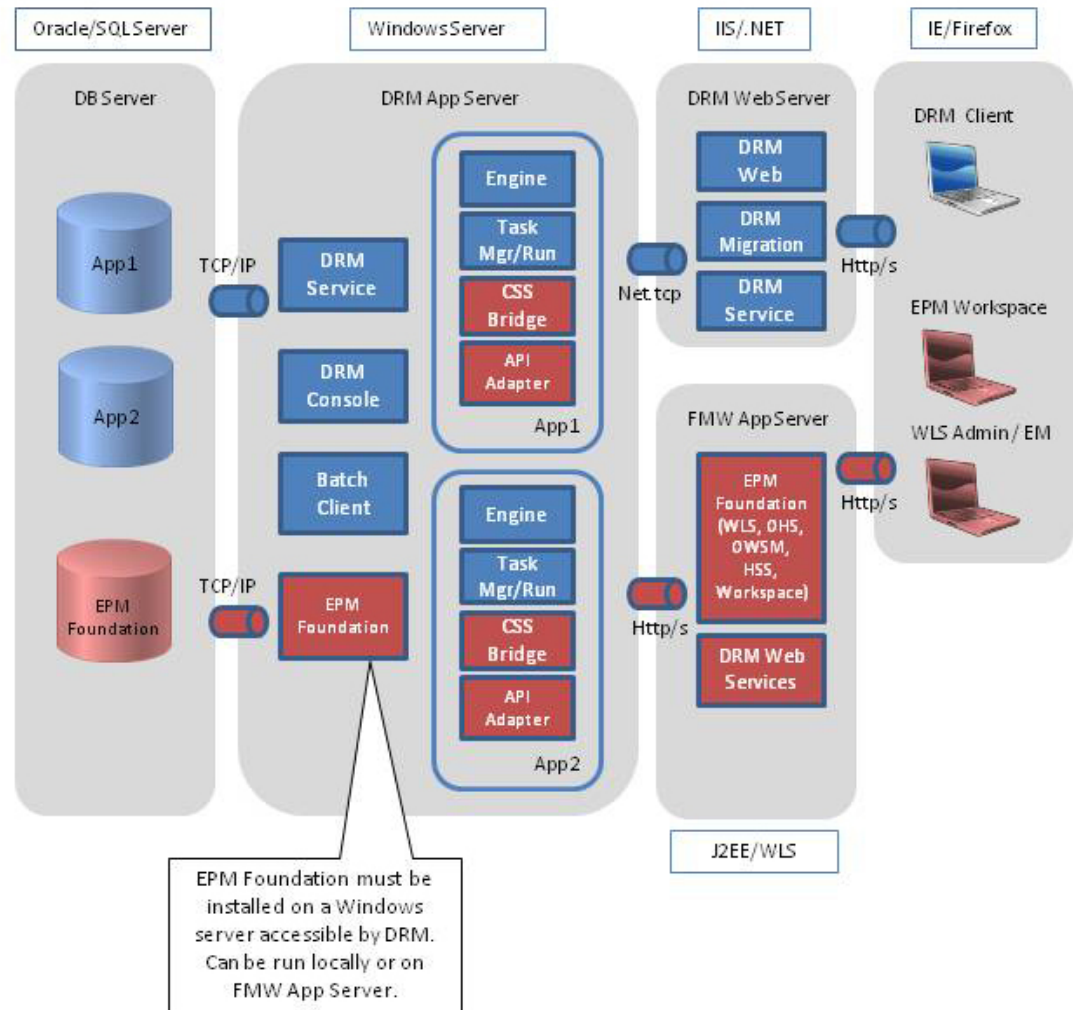 Oracle/SQL Server
Windows Server
IIS/.NET
IE/Firefox
DB Server
App1
App2
EPM
Foundation
TCP/IP
TCP/IP
DRM App Server
DRM
Service
DRM
Console
Batch
Client
EPM
Foundation
Engine
Task
Mgr/Run
CSS
Bridge
API
Adapter
App1
Engine
Task
Mgr/Run
CSS
Bridge
API
Adapter
App2
Net.tcp
Http/s
DRM WebServer
DRM
Web
DRM
Migration
DRM
Service
FMW AppServer
EPM
Foundation
(WLS, OHS,
OWSM,
HSS,
Workspace)
DRM Web
Services
Http/s
Http/s
DRM Client
EPM Workspace
WLS Admin / EM
J2EE/WLS
EPM Foundation must be
installed on a Windows
server accessible by DRM.
Can be run locally or on
FMW App Server.